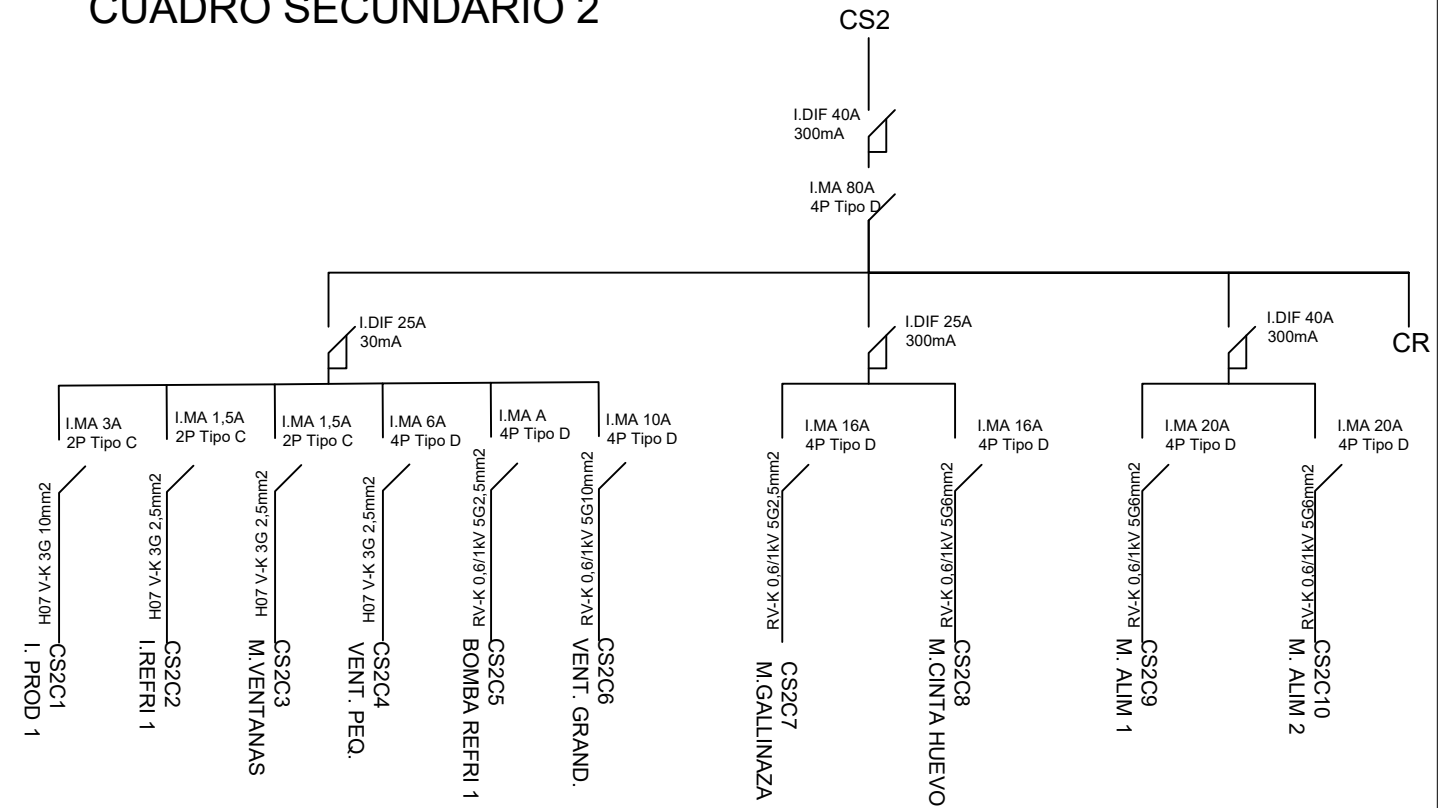 CUADRO SECUNDARIO 2
CS2
I.DIF 40A
300mA
I.MA 80A
4P Tipo D
I.DIF 25A
30mA
I.DIF 25A
300mA
I.DIF 40A
300mA
CR
I.MA 3A
2P Tipo C
I.MA 1,5A
2P Tipo C
I.MA 1,5A
2P Tipo C
I.MA 6A
4P Tipo D
I.MA A
4P Tipo D
I.MA 10A
4P Tipo D
I.MA 16A
4P Tipo D
I.MA 16A
4P Tipo D
I.MA 20A
4P Tipo D
I.MA 20A
4P Tipo D
H07 V-K 3G 10mm2
H07 V-K 3G 2,5mm2
H07 V-K 3G 2,5mm2
H07 V-K 3G 2,5mm2
RV-K 0,6/1kV 5G2,5mm2
RV-K 0,6/1kV 5G10mm2
RV-K 0,6/1kV 5G2,5mm2
RV-K 0,6/1kV 5G6mm2
RV-K 0,6/1kV 5G6mm2
RV-K 0,6/1kV 5G6mm2
CS2C1
I. PROD 1
CS2C2
I.REFRI 1
CS2C3
M.VENTANAS
CS2C4
VENT. PEQ.
CS2C5
BOMBA REFRI 1
CS2C6
VENT. GRAND.
CS2C7
M.GALLINAZA
CS2C8
M.CINTA HUEVO
CS2C9
M. ALIM 1
CS2C10
M. ALIM 2